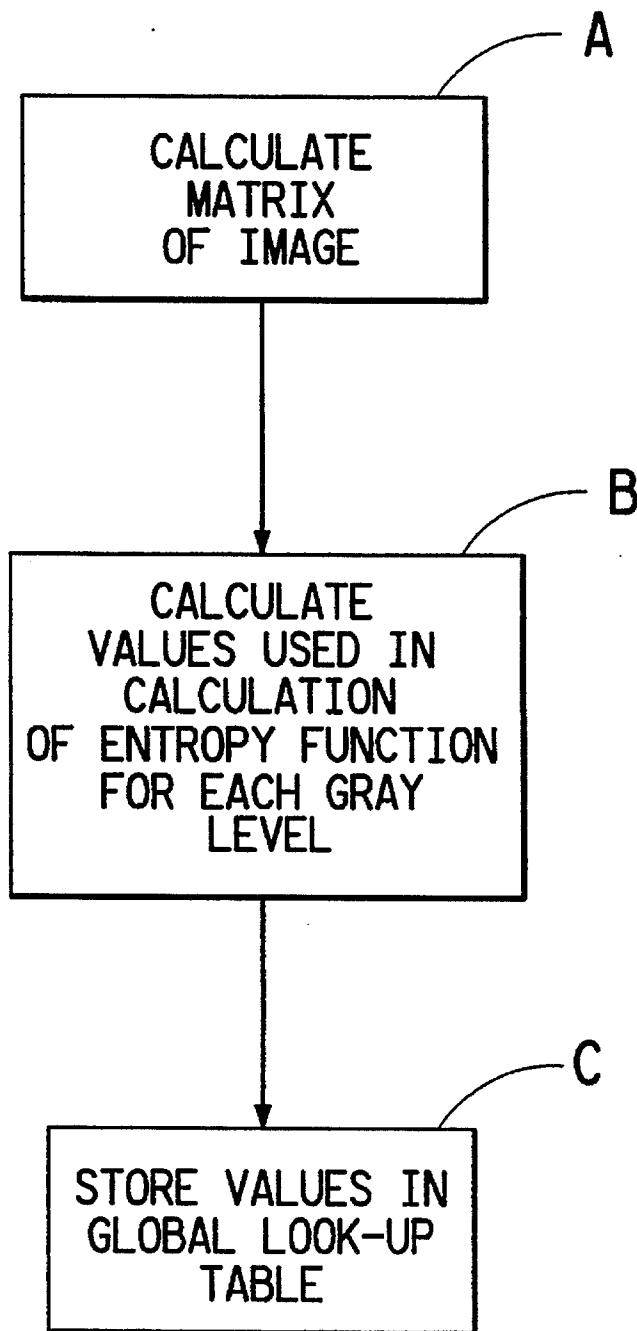 A
CALCULATE
MATRIX
OF IMAGE
B
CALCULATE
VALUES USED IN
CALCULATION
OF ENTROPY FUNCTION
FOR EACH GRAY
LEVEL
C
STORE VALUES IN
GLOBAL LOOK-UP
TABLE